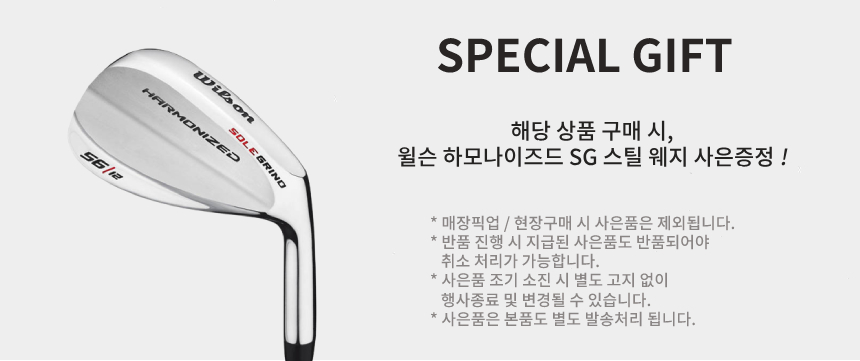 SPECIAL GIFT
해당 상품 구매 시,
윌슨 하모나이즈드 SG 스틸 웨지 사은증정 !
* 매장픽업 / 현장구매 시 사은품은 제외됩니다.
* 반품 진행 시 지급된 사은품도 반품되어야
취소 처리가 가능합니다.
* 사은품 조기 소진 시 별도 고지 없이
행사종료 및 변경될 수 있습니다.
* 사은품은 본품도 별도 발송처리 됩니다.
Wilson
HARMONIZED
SOLE GRIND
56/12